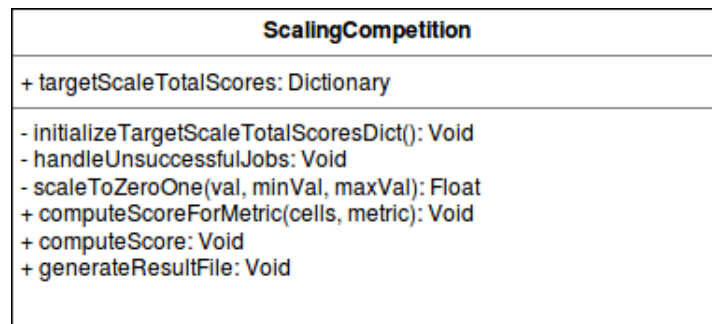 ScalingCompetition
+ targetScaleTotalScores: Dictionary
- initializeTargetScaleTotalScoresDict(): Void
- handleUnsuccessfulJobs: Void
- scaleToZeroOne(val, minVal, maxVal): Float
+ computeScoreForMetric(cells, metric): Void
+ computeScore: Void
+ generateResultFile: Void